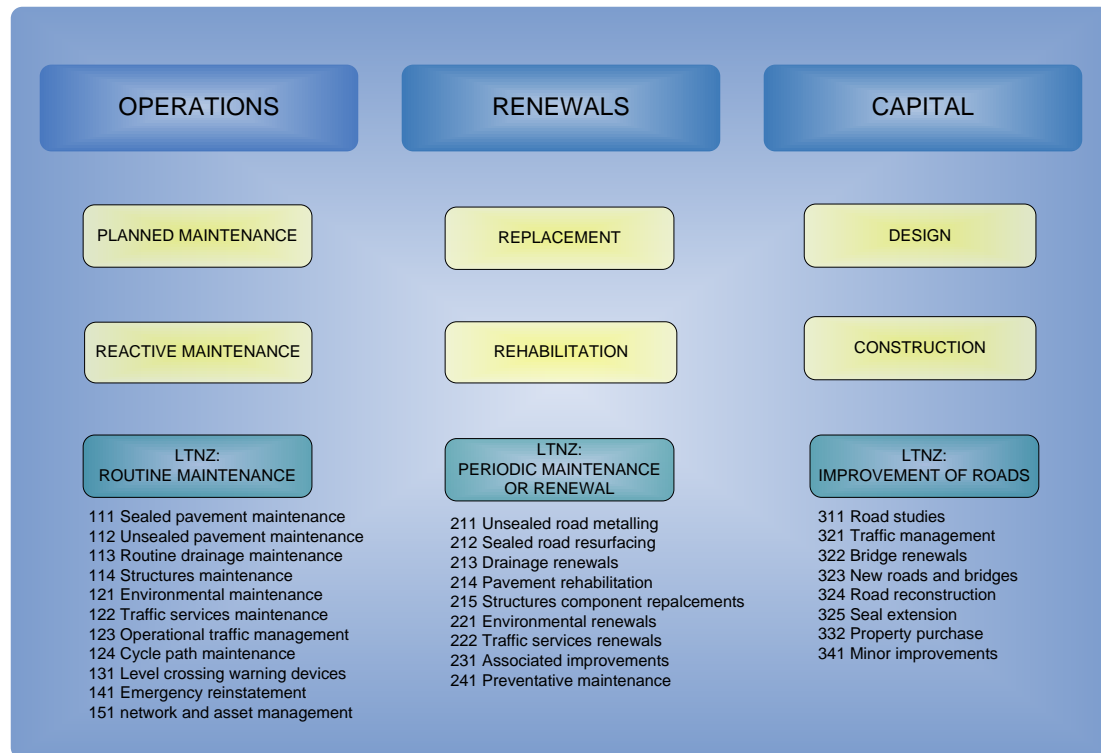 OPERATIONS
RENEWALS
CAPITAL
PLANNED MAINTENANCE
REPLACEMENT
DESIGN
REACTIVE MAINTENANCE
REHABILITATION
CONSTRUCTION
LTNZ:
ROUTINE MAINTENANCE
111 Sealed pavement maintenance
112 Unsealed pavement maintenance
113 Routine drainage maintenance
114 Structures maintenance
121 Environmental maintenance
122 Traffic services maintenance
123 Operational traffic management
124 Cycle path maintenance
131 Level crossing warning devices
141 Emergency reinstatement
151 network and asset management
LTNZ:
PERIODIC MAINTENANCE
OR RENEWAL
211 Unsealed road metalling
212 Sealed road resurfacing
213 Drainage renewals
214 Pavement rehabilitation
215 Structures component repalcements
221 Environmental renewals
222 Traffic services renewals
231 Associated improvements
241 Preventative maintenance
LTNZ:
IMPROVEMENT OF ROADS
311 Road studies
321 Traffic management
322 Bridge renewals
323 New roads and bridges
324 Road reconstruction
325 Seal extension
332 Property purchase
341 Minor improvements